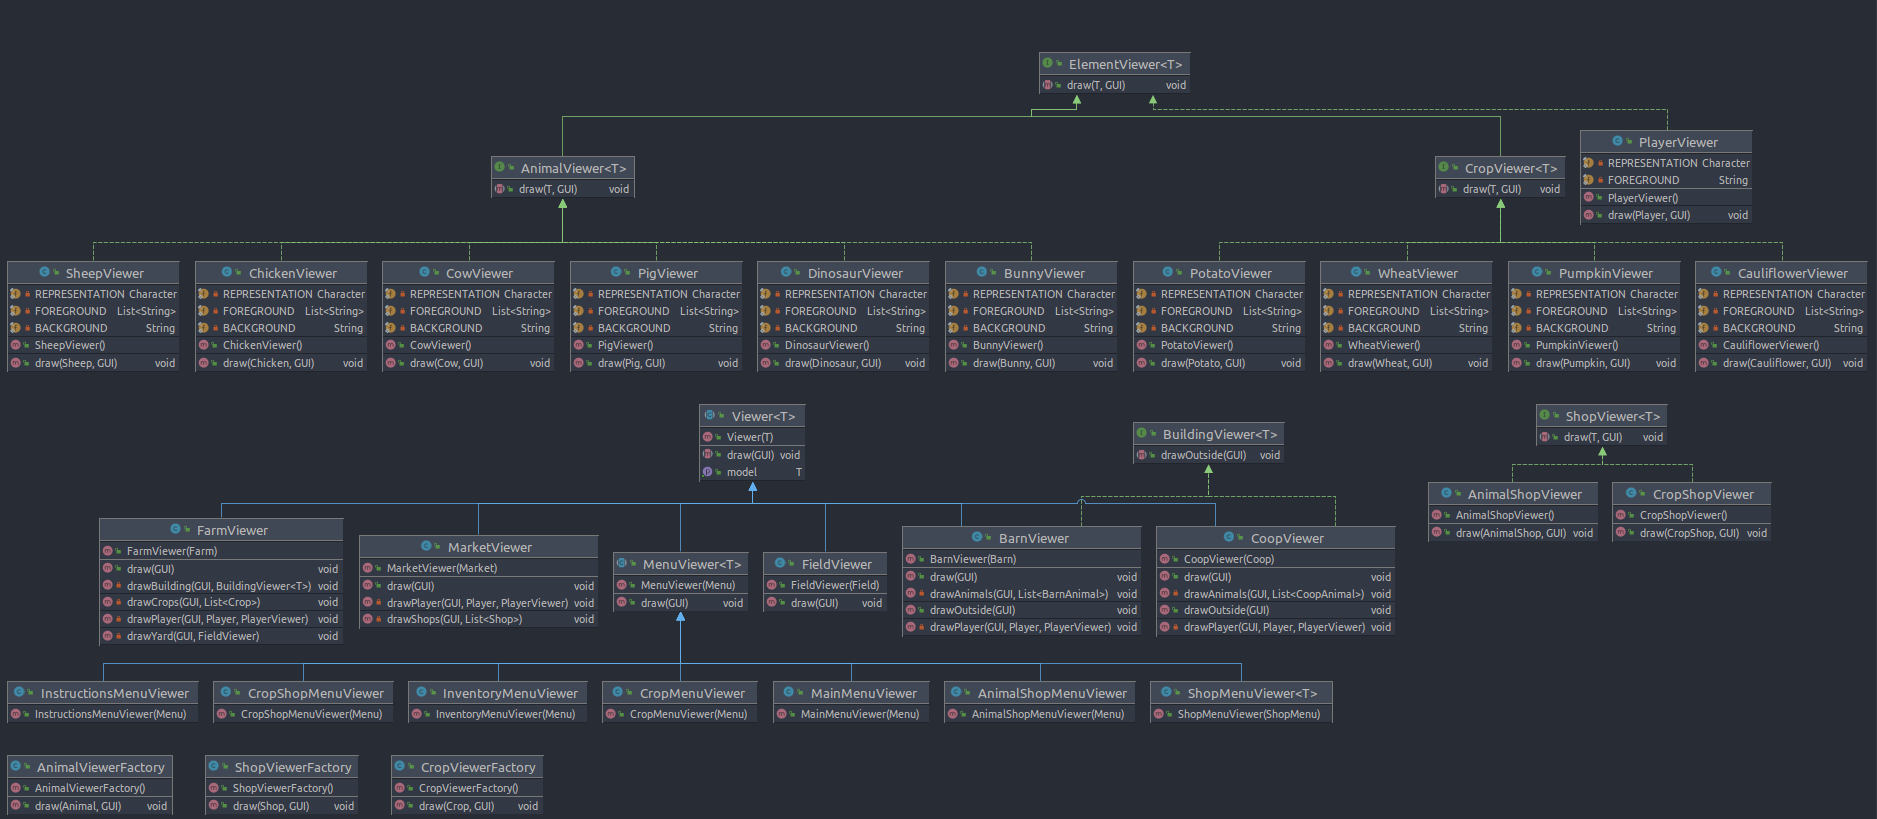 ElementViewer<T>
draw(T, GUI) void
AnimalViewer<T>
draw(T, GUI) void
CropViewer<T>
draw(T, GUI) void
PlayerViewer
REPRESENTATION Character
FOREGROUND String
PlayerViewer()
draw(Player, GUI) void
SheepViewer
REPRESENTATION Character
FOREGROUND List<String>
BACKGROUND String
SheepViewer()
draw(Sheep, GUI) void
ChickenViewer
REPRESENTATION Character
FOREGROUND List<String>
BACKGROUND String
ChickenViewer()
draw(Chicken, GUI) void
CowViewer
REPRESENTATION Character
FOREGROUND List<String>
BACKGROUND String
CowViewer()
draw(Cow, GUI) void
PigViewer
REPRESENTATION Character
FOREGROUND List<String>
BACKGROUND String
PigViewer()
draw(Pig, GUI) void
DinosaurViewer
REPRESENTATION Character
FOREGROUND List<String>
BACKGROUND String
DinosaurViewer()
draw(Dinosaur, GUI) void
BunnyViewer
REPRESENTATION Character
FOREGROUND List<String>
BACKGROUND String
BunnyViewer()
draw(Bunny, GUI) void
PotatoViewer
REPRESENTATION Character
FOREGROUND List<String>
BACKGROUND String
PotatoViewer()
draw(Potato, GUI) void
WheatViewer
REPRESENTATION Character
FOREGROUND List<String>
BACKGROUND String
WheatViewer()
draw(Wheat, GUI) void
PumpkinViewer
REPRESENTATION Character
FOREGROUND List<String>
BACKGROUND String
PumpkinViewer()
draw(Pumpkin, GUI) void
CauliflowerViewer
REPRESENTATION Character
FOREGROUND List<String>
BACKGROUND String
CauliflowerViewer()
draw(Cauliflower, GUI) void
Viewer<T>
Viewer(T)
draw(GUI) void
model T
BuildingViewer<T>
drawOutside(GUI) void
ShopViewer<T>
draw(T, GUI) void
AnimalShopViewer
AnimalShopViewer()
draw(AnimalShop, GUI) void
CropShopViewer
CropShopViewer()
draw(CropShop, GUI) void
FarmViewer
FarmViewer(Farm)
draw(GUI) void
drawBuilding(GUI, BuildingViewer<T>) void
drawCrops(GUI, List<Crop>) void
drawPlayer(GUI, Player, PlayerViewer) void
drawYard(GUI, FieldViewer) void
MarketViewer
MarketViewer(Market)
draw(GUI) void
drawPlayer(GUI, Player, PlayerViewer) void
drawShops(GUI, List<Shop>) void
MenuViewer<T>
MenuViewer(Menu)
draw(GUI) void
FieldViewer
FieldViewer(Field)
draw(GUI) void
BarnViewer
BarnViewer(Barn)
draw(GUI) void
drawAnimals(GUI, List<BarnAnimal>) void
drawOutside(GUI) void
drawPlayer(GUI, Player, PlayerViewer) void
CoopViewer
CoopViewer(Coop)
draw(GUI) void
drawAnimals(GUI, List<CoopAnimal>) void
drawOutside(GUI) void
drawPlayer(GUI, Player, PlayerViewer) void
InstructionsMenuViewer
InstructionsMenuViewer(Menu)
CropShopMenuViewer
CropShopMenuViewer(Menu)
InventoryMenuViewer
InventoryMenuViewer(Menu)
CropMenuViewer
CropMenuViewer(Menu)
MainMenuViewer
MainMenuViewer(Menu)
AnimalShopMenuViewer
AnimalShopMenuViewer(Menu)
ShopMenuViewer<T>
ShopMenuViewer(ShopMenu)
AnimalViewerFactory
AnimalViewerFactory()
draw(Animal, GUI) void
ShopViewerFactory
ShopViewerFactory()
draw(Shop, GUI) void
CropViewerFactory
CropViewerFactory()
draw(Crop, GUI) void